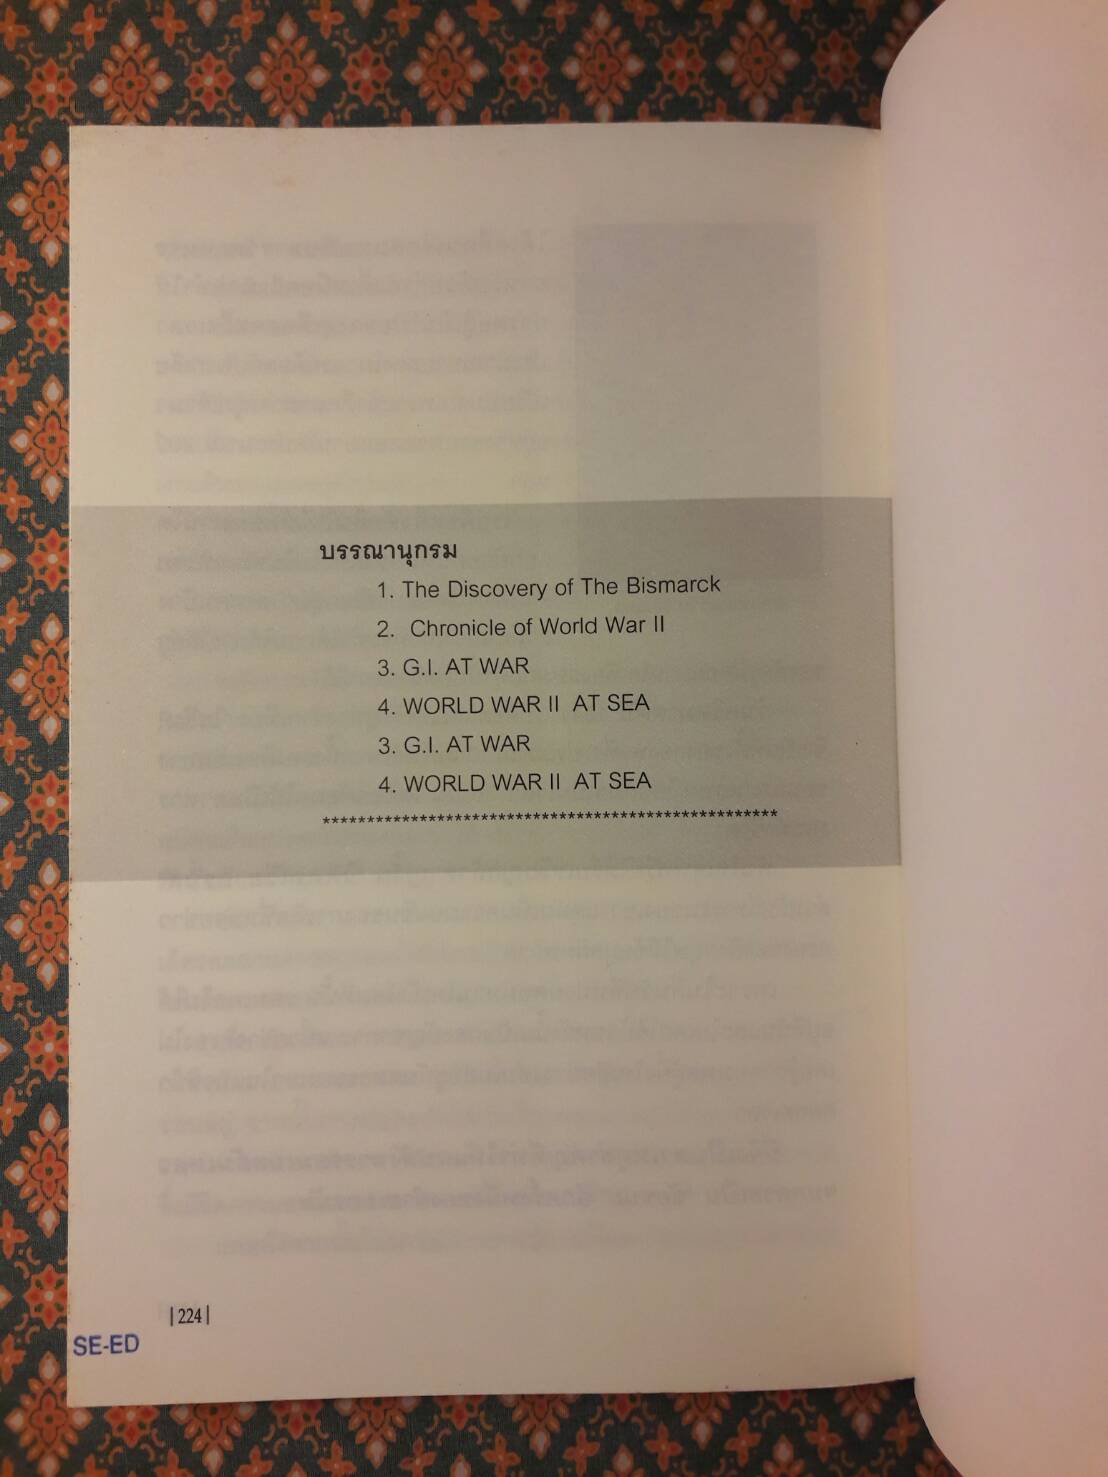 บรรณานุกรม
1. The Discovery of The Bismarck
2. Chronicle of World War II
3. G.I. AT WAR
4. WORLD WAR II AT SEA
3. G.I. AT WAR
4. WORLD WAR II AT SEA
****************************************************
|224|
SE-ED